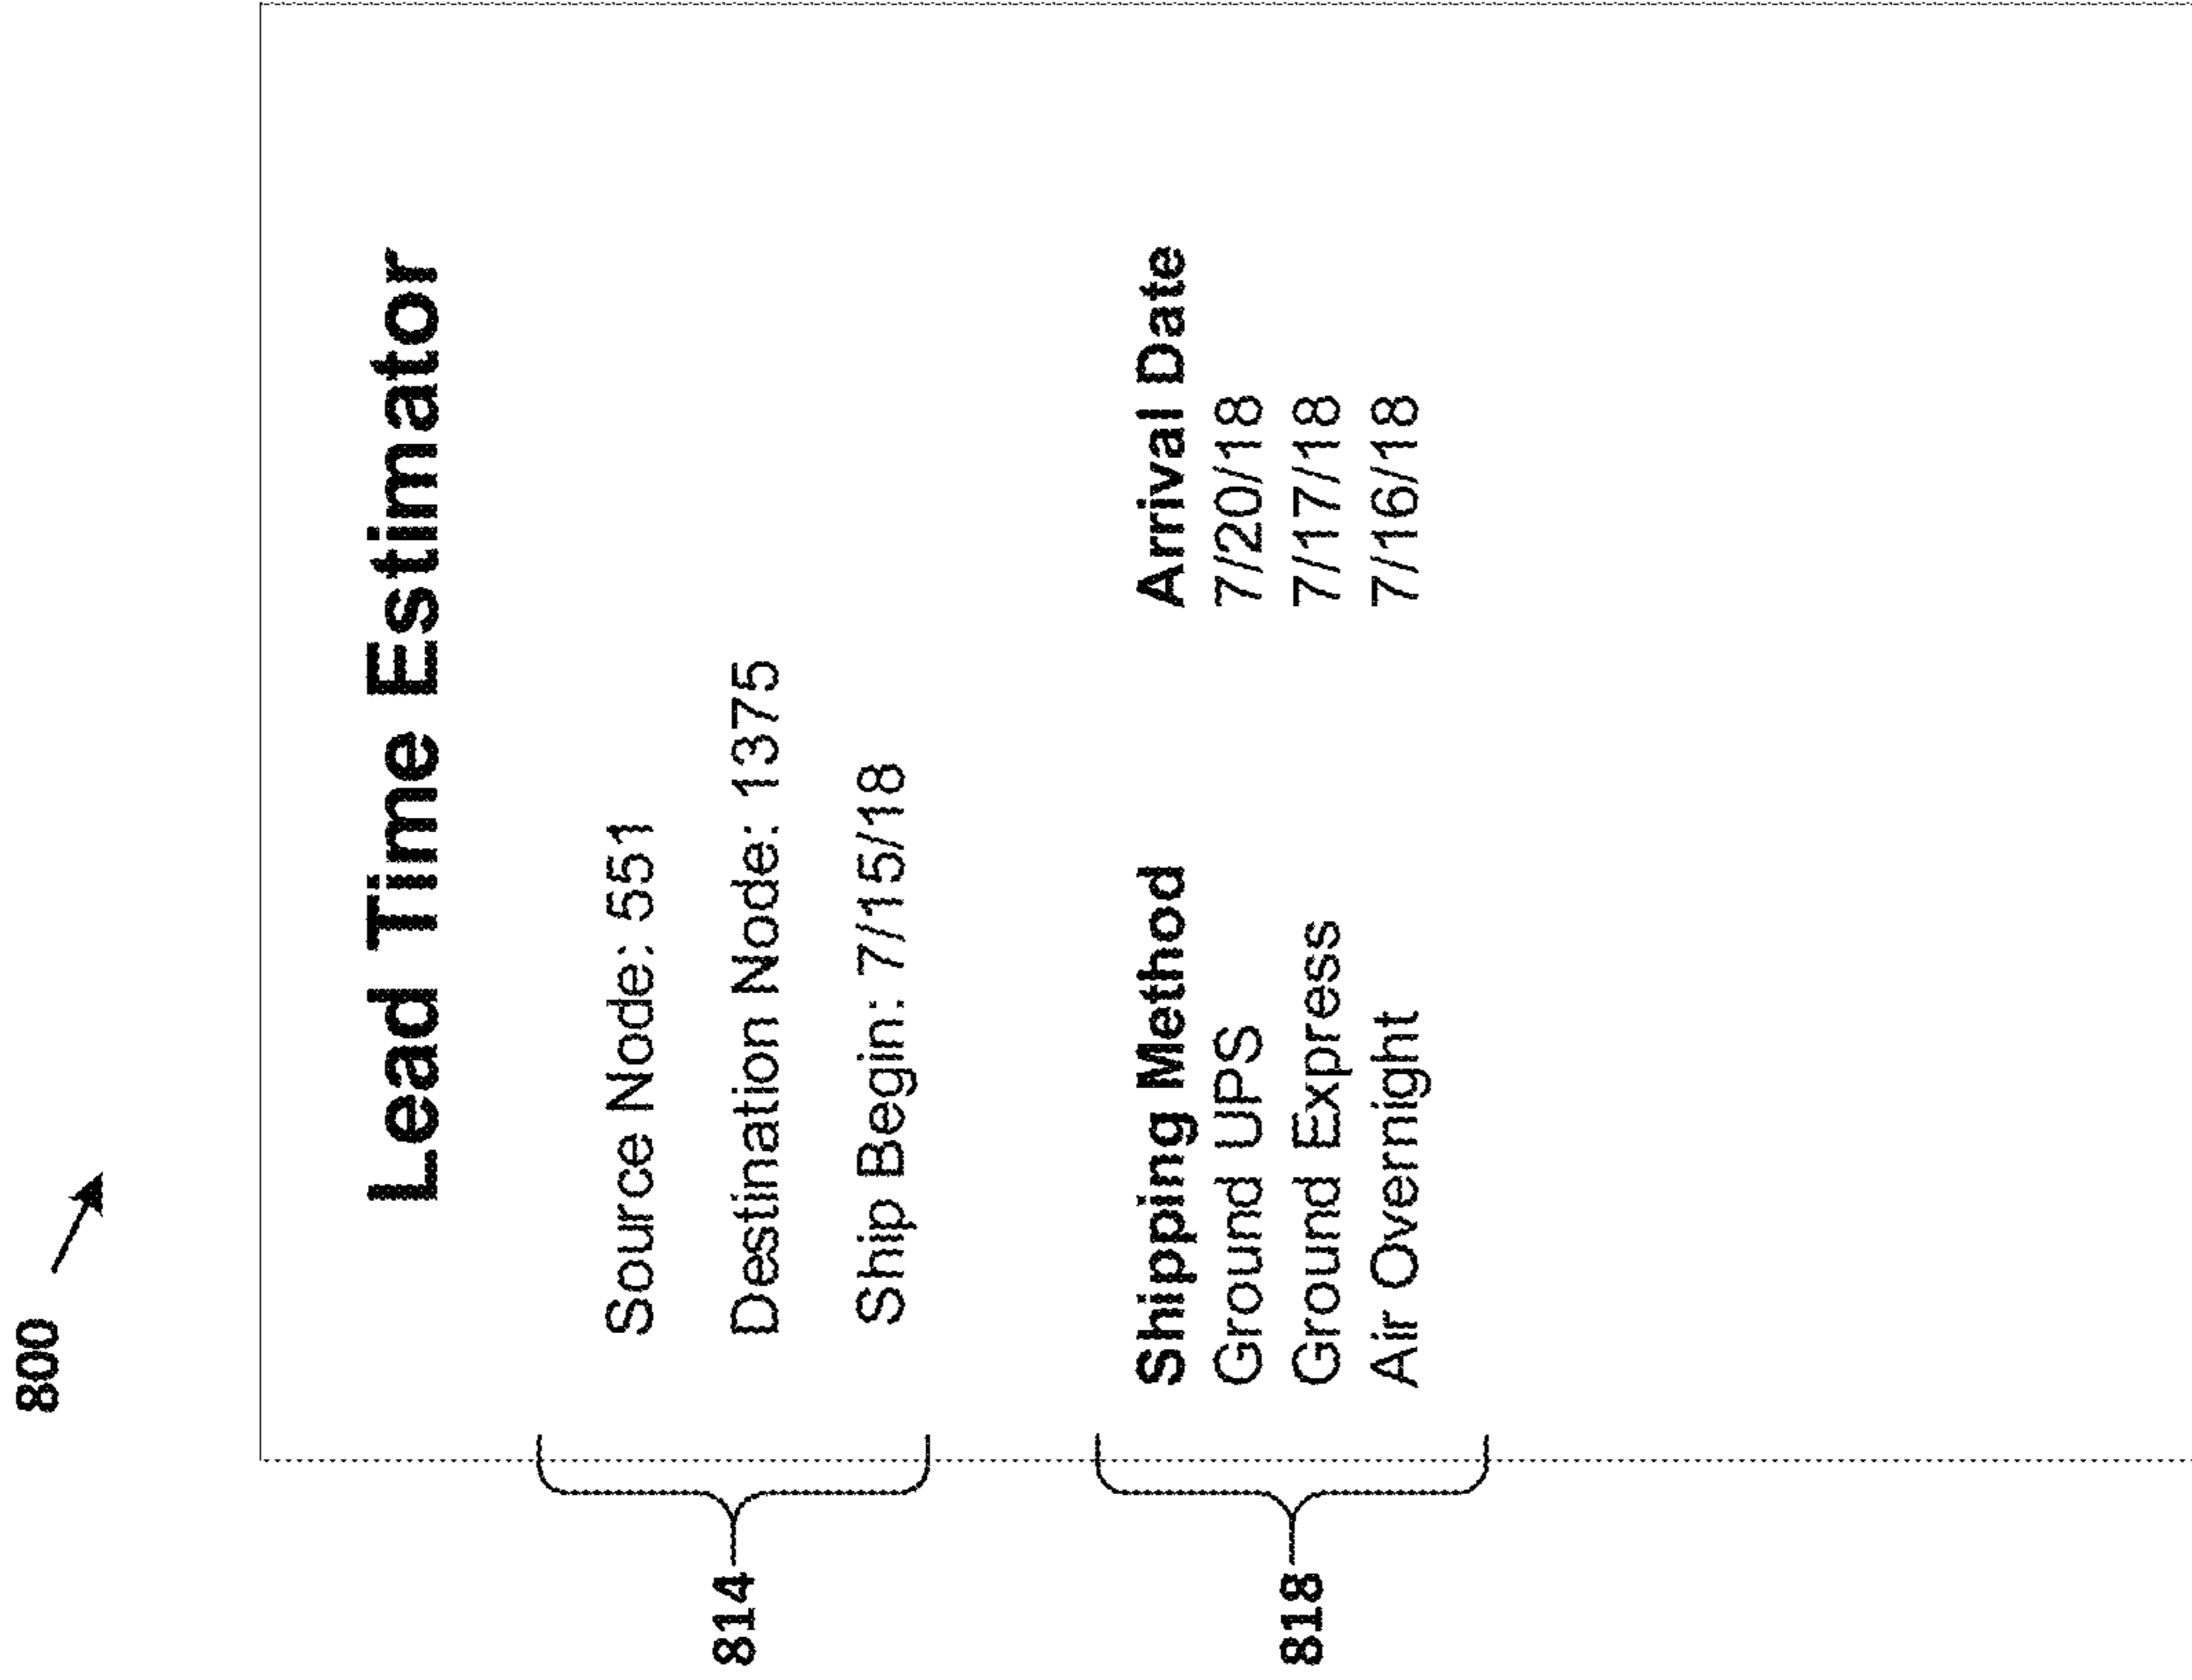 800
Lead Time Estimator
814
Source Node: 551
Destination Node: 1375
Ship Begin: 7/15/18
818
Shipping Method Arrival Date
Ground UPS 7/20/18
Ground Express 7/17/18
Air Overnight 7/16/18